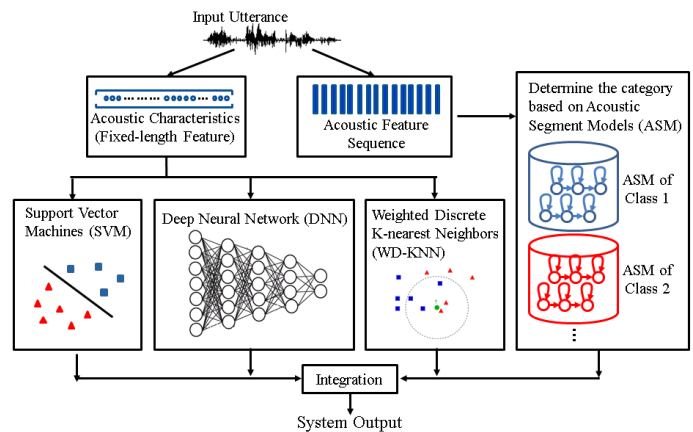 Input Utterance
Acoustic Characteristics
(Fixed-length Feature)
Acoustic Feature
Sequence
Determine the category
based on Acoustic
Segment Models (ASM)
ASM of
Class 1
ASM of
Class 2
Support Vector
Machines (SVM)
Deep Neural Network (DNN)
Weighted Discrete
K-nearest Neighbors
(WD-KNN)
Integration
System Output